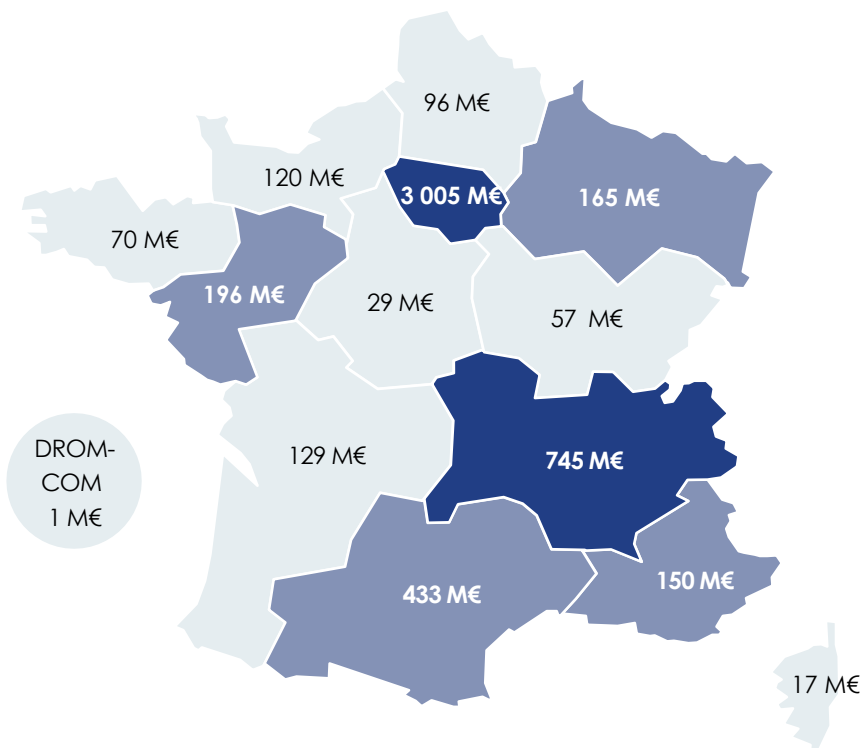 96 M€
120 M€
3 005 M€
165 M€
70 M€
196 M€
29 M€
57 M€
DROM-
COM
1 M€
129 M€
745 M€
433 M€
150 M€
17 M€